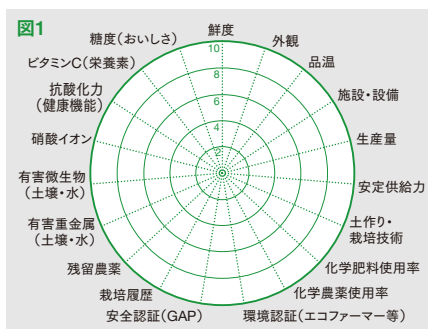 図1
鮮度
外観
品温
施設・設備
生産量
安定供給力
土作り・
栽培技術
化学肥料使用率
化学農薬使用率
環境認証(エコファーマー等)
安全認証(GAP)
栽培履歴
残留農薬
有害重金属
(土壌・水)
有害微生物
(土壌・水)
硝酸イオン
抗酸化力
(健康機能)
ビタミンC(栄養素)
糖度(おいしさ)
10
8
6
4
2
0